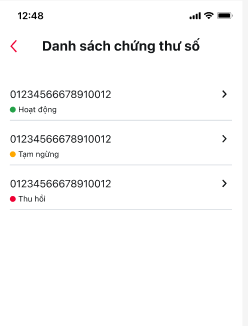 12:48
Danh sách chứng thư số
01234566678910012
Hoạt động
01234566678910012
Tạm ngừng
01234566678910012
Thu hồi